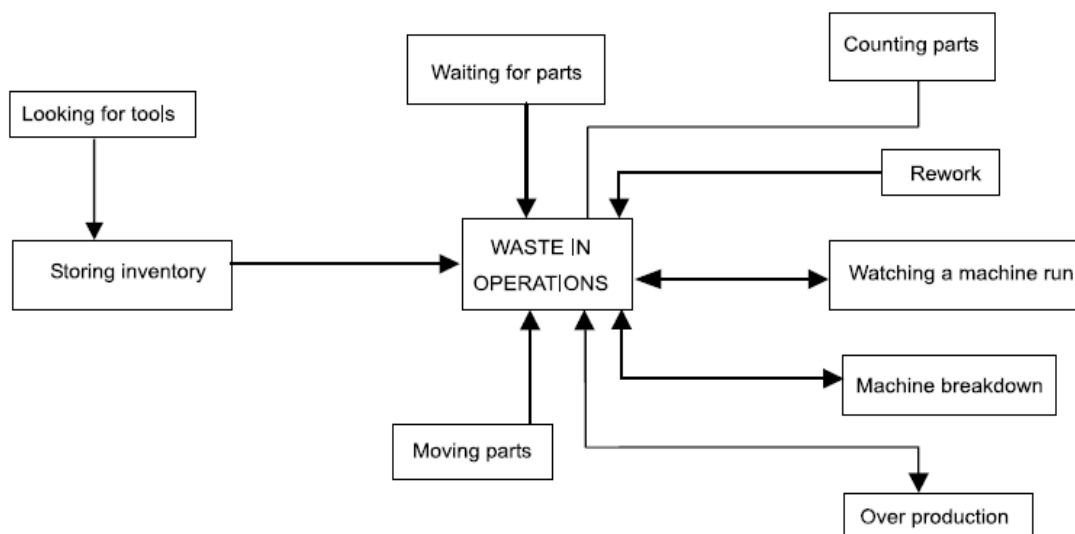 Counting parts
Waiting for parts
Looking for tools
Rework
WASTE IN
OPERATIONS
Storing inventory
Watching a machine run
Machine breakdown
Moving parts
Over production